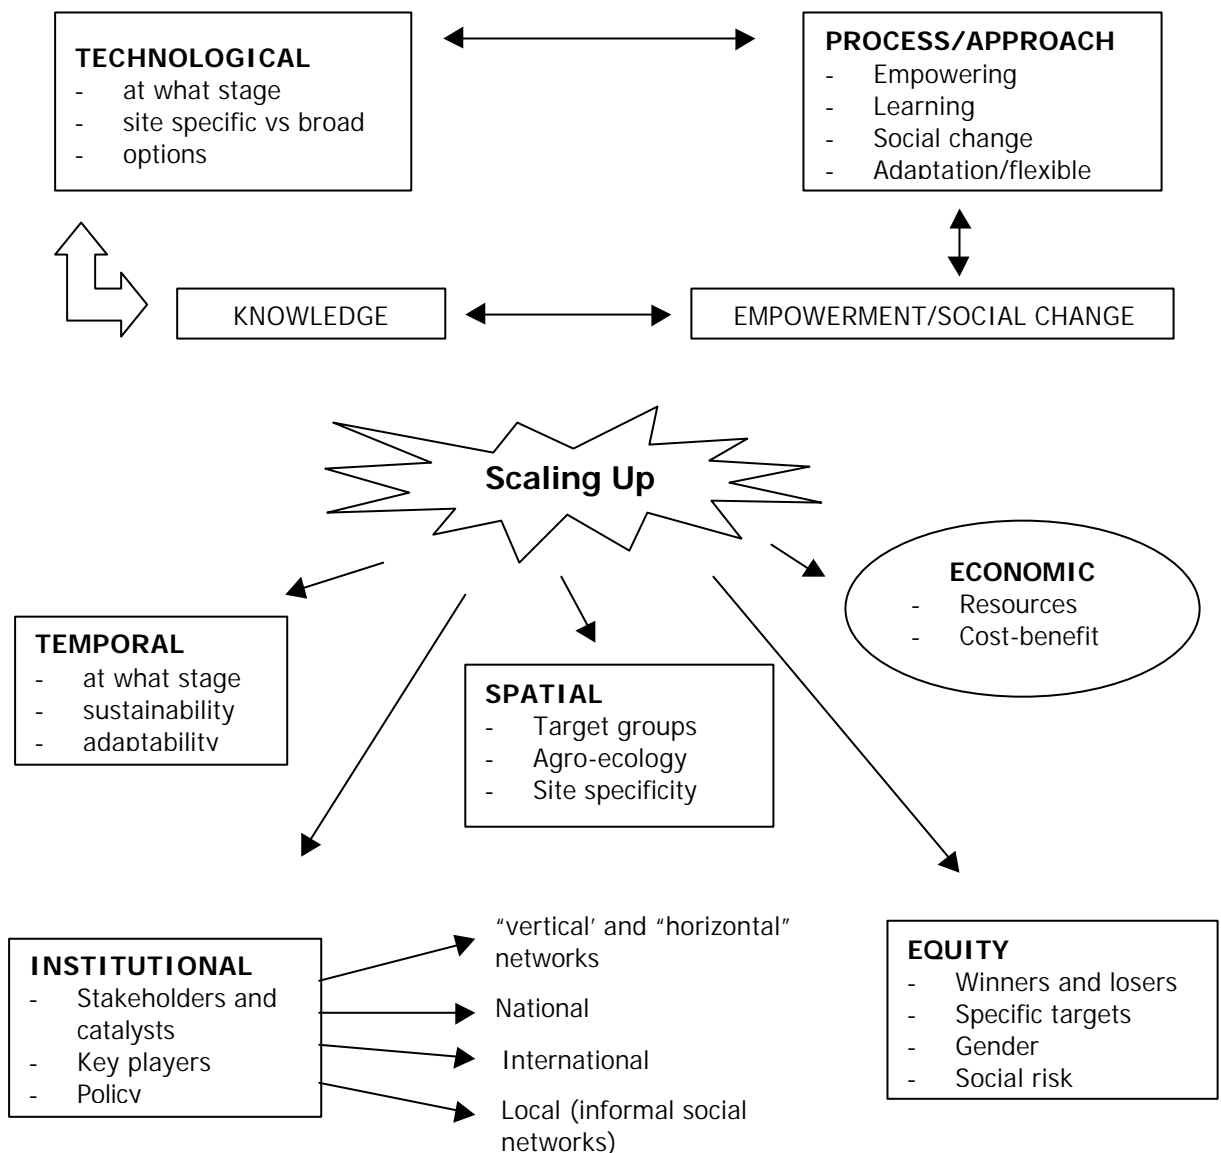 TECHNOLOGICAL
- at what stage
- site specific vs broad
- options
PROCESS/APPROACH
- Empowering
- Learning
- Social change
- Adaptation/flexible
KNOWLEDGE
EMPOWERMENT/SOCIAL CHANGE
Scaling Up
ECONOMIC
- Resources
- Cost-benefit
TEMPORAL
- at what stage
- sustainability
- adaptability
SPATIAL
- Target groups
- Agro-ecology
- Site specificity
INSTITUTIONAL
- Stakeholders and
catalysts
- Key players
- Policy
“vertical’ and “horizontal”
networks
National
International
Local (informal social
networks)
EQUITY
- Winners and losers
- Specific targets
- Gender
- Social risk